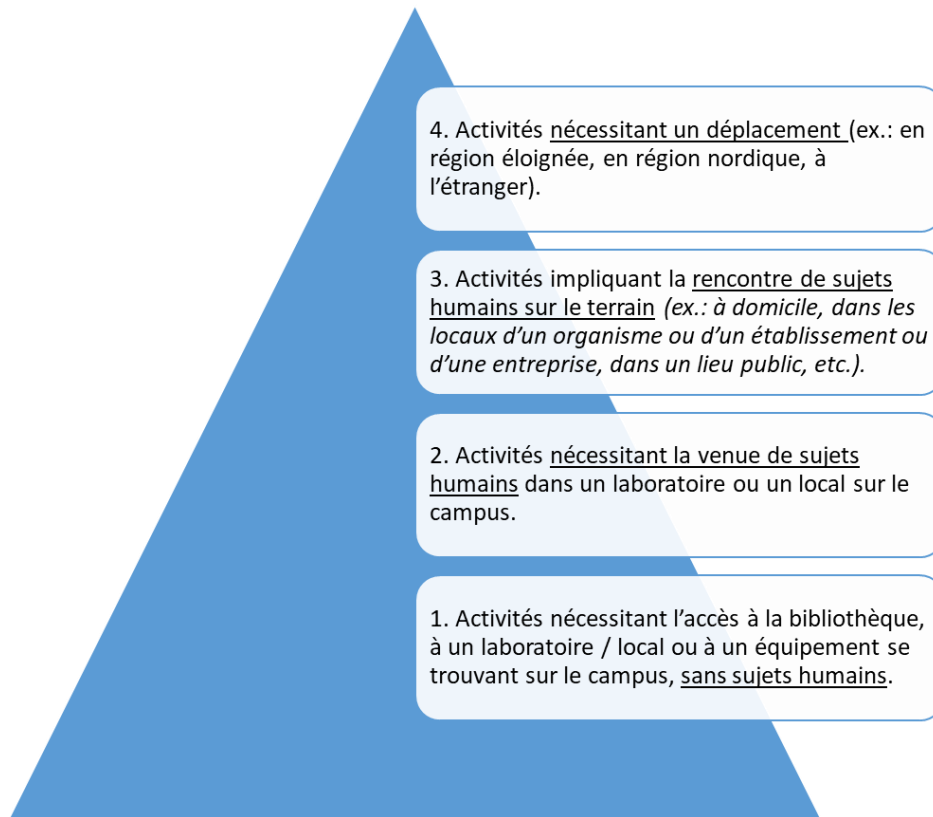 4. Activités nécessitant un déplacement (ex.: en
région éloignée, en région nordique, à
l’étranger).
3. Activités impliquant la rencontre de sujets
humains sur le terrain (ex.: à domicile, dans les
locaux d’un organisme ou d’un établissement ou
d’une entreprise, dans un lieu public, etc.).
2. Activités nécessitant la venue de sujets
humains dans un laboratoire ou un local sur le
campus.
1. Activités nécessitant l’accès à la bibliothèque,
à un laboratoire / local ou à un équipement se
trouvant sur le campus, sans sujets humains.